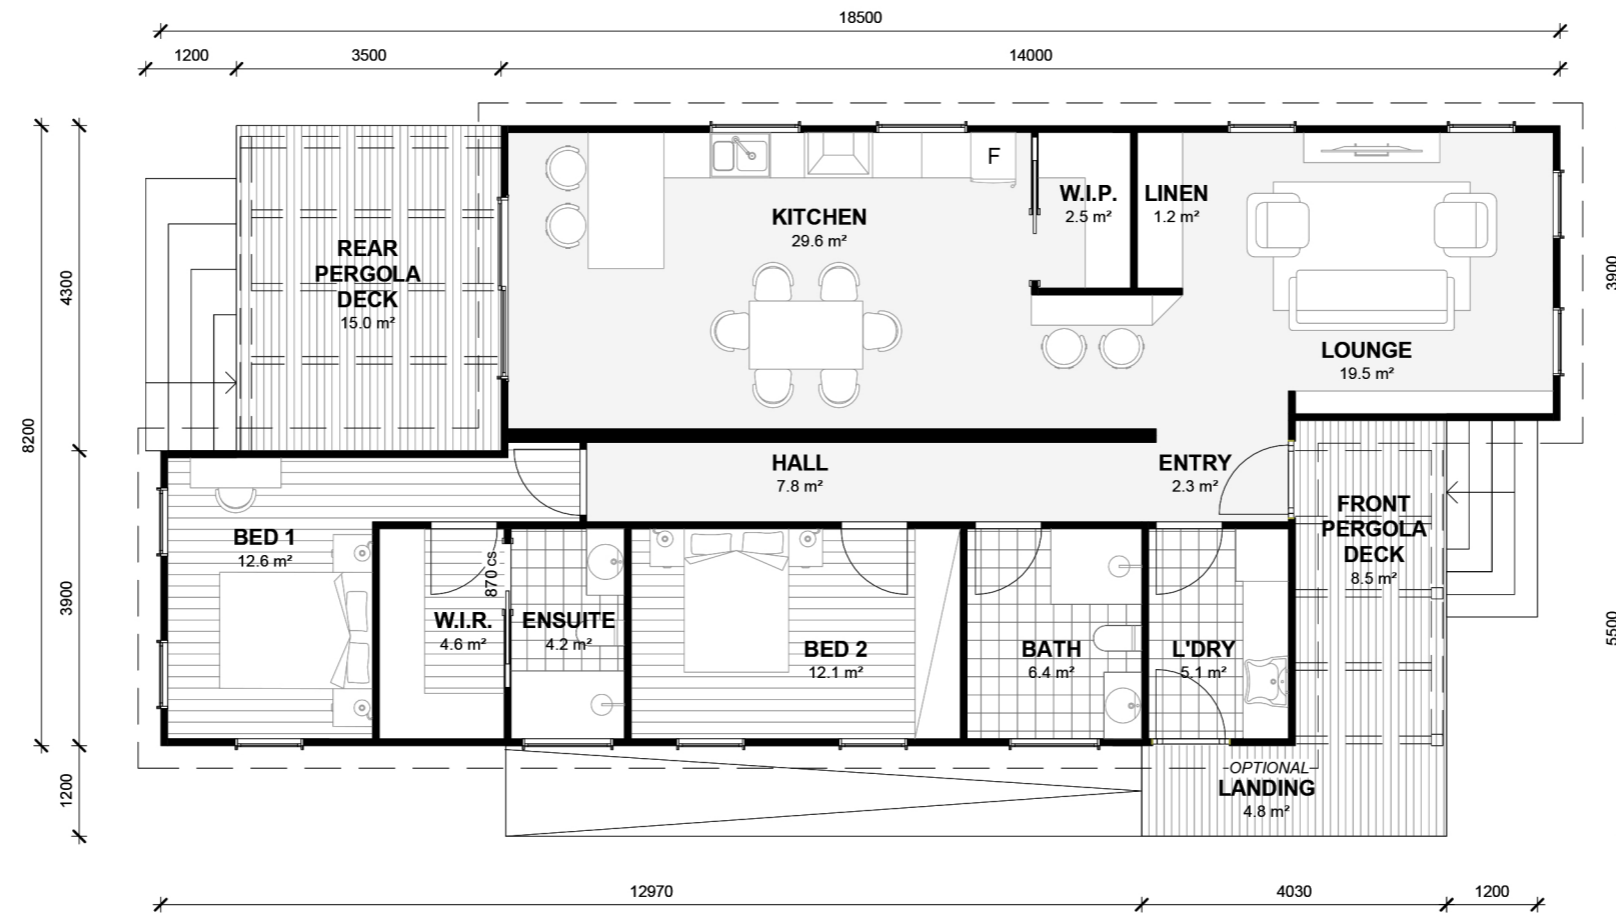 18500
1200
3500
14000
8200
4300
3900
1200
3900
5500
REAR
PERGOLA
DECK
15.0 m²
KITCHEN
29.6 m²
F
W.I.P.
2.5 m²
LINEN
1.2 m²
LOUNGE
19.5 m²
HALL
7.8 m²
ENTRY
2.3 m²
FRONT
PERGOLA
DECK
8.5 m²
BED 1
12.6 m²
870 cs
W.I.R.
4.6 m²
ENSUITE
4.2 m²
BED 2
12.1 m²
BATH
6.4 m²
L'DRY
5.1 m²
OPTIONAL
LANDING
4.8 m²
12970
4030
1200